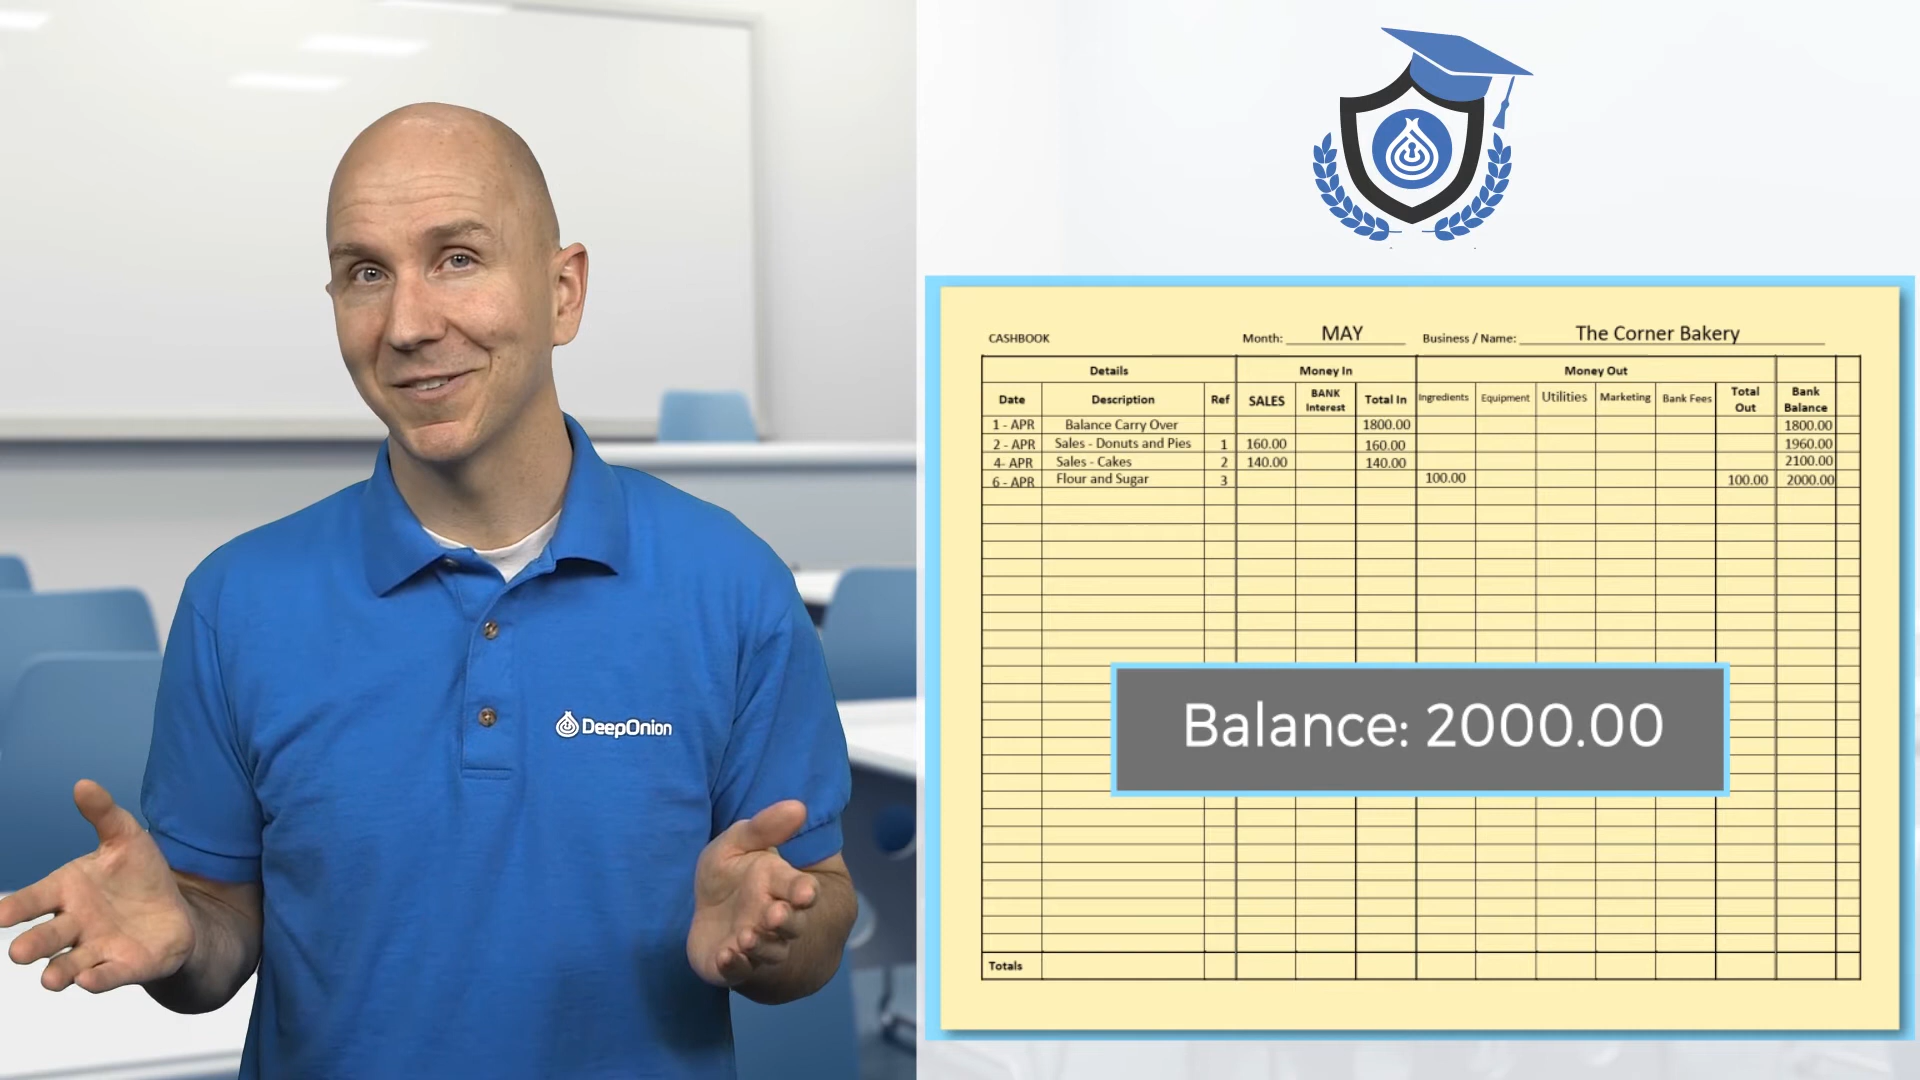 DeepOnion
CASHBOOK Month: MAY Business / Name: The Corner Bakery
Details Money In Money Out
Date Description Ref SALES BANK Interest Total In Ingredients Equipment Utilities Marketing Bank Fees Total Out Bank Balance
1 - APR Balance Carry Over 1800.00 1800.00
2 - APR Sales - Donuts and Pies 1 160.00 160.00 1960.00
4- APR Sales - Cakes 2 140.00 140.00 2100.00
6 - APR Flour and Sugar 3 100.00 100.00 2000.00
Balance: 2000.00
Totals